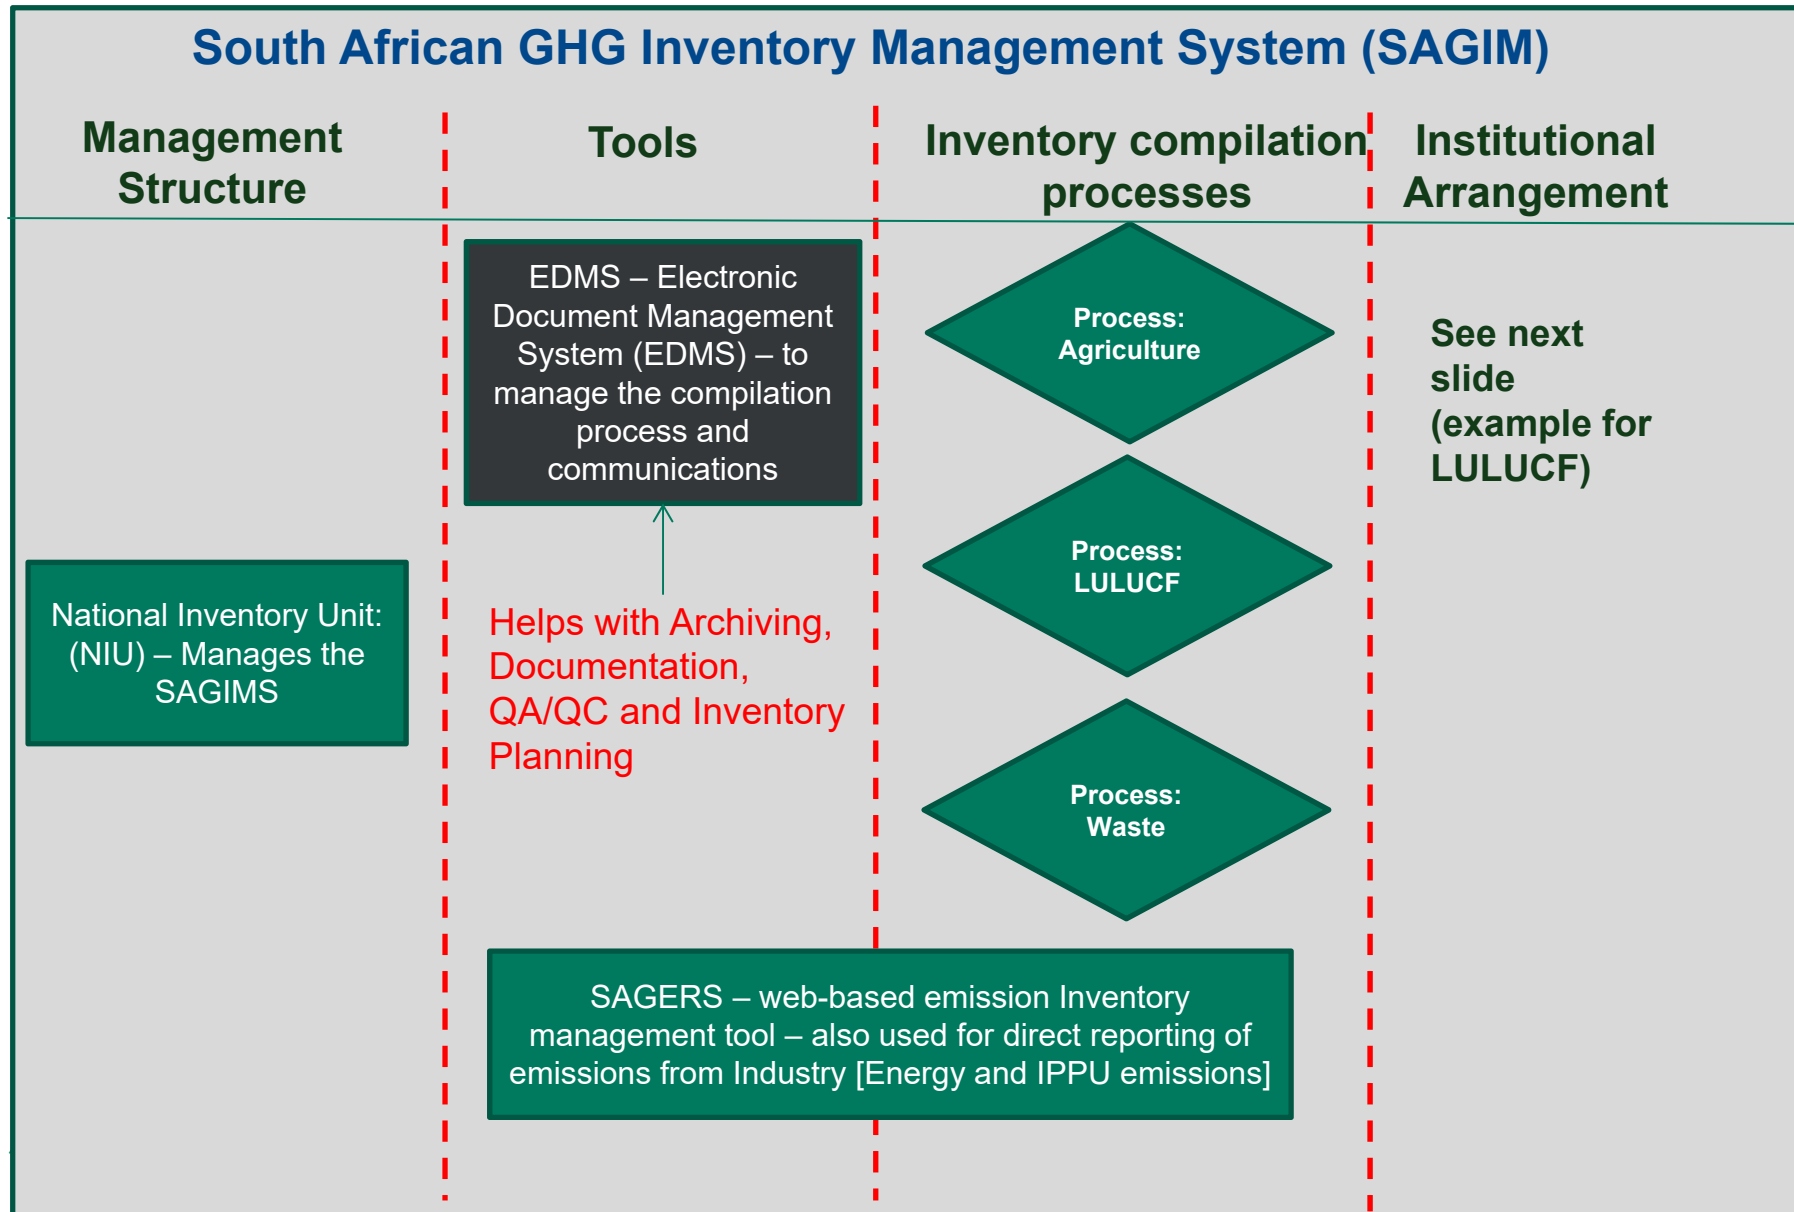 South African GHG Inventory Management System (SAGIM)
Management
Structure
Tools
Inventory compilation
processes
Institutional
Arrangement
National Inventory Unit:
(NIU) – Manages the
SAGIMS
EDMS – Electronic
Document Management
System (EDMS) – to
manage the compilation
process and
communications
Helps with Archiving,
Documentation,
QA/QC and Inventory
Planning
Process:
Agriculture
Process:
LULUCF
Process:
Waste
SAGERS – web-based emission Inventory
management tool – also used for direct reporting of
emissions from Industry [Energy and IPPU emissions]
See next
slide
(example for
LULUCF)